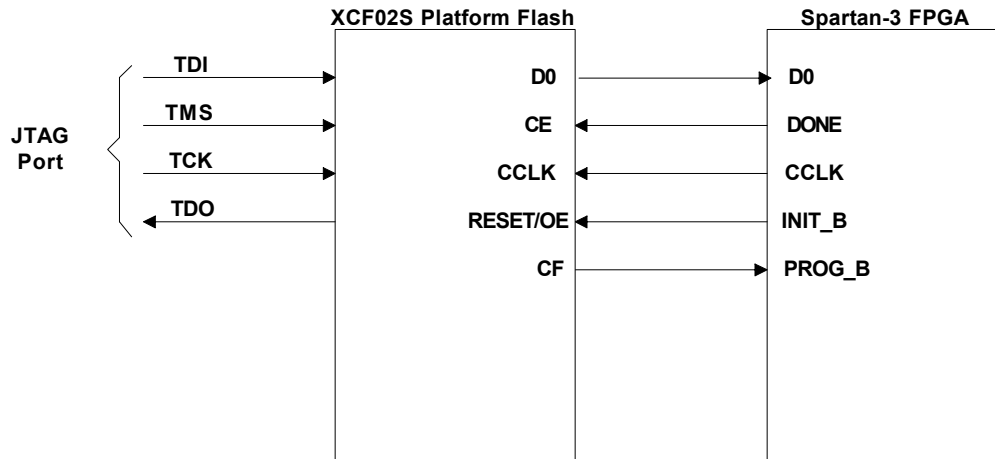 XCF02S Platform Flash
Spartan-3 FPGA
JTAG
Port
TDI
TMS
TCK
TDO
D0
CE
CCLK
RESET/OE
CF
D0
DONE
CCLK
INIT_B
PROG_B